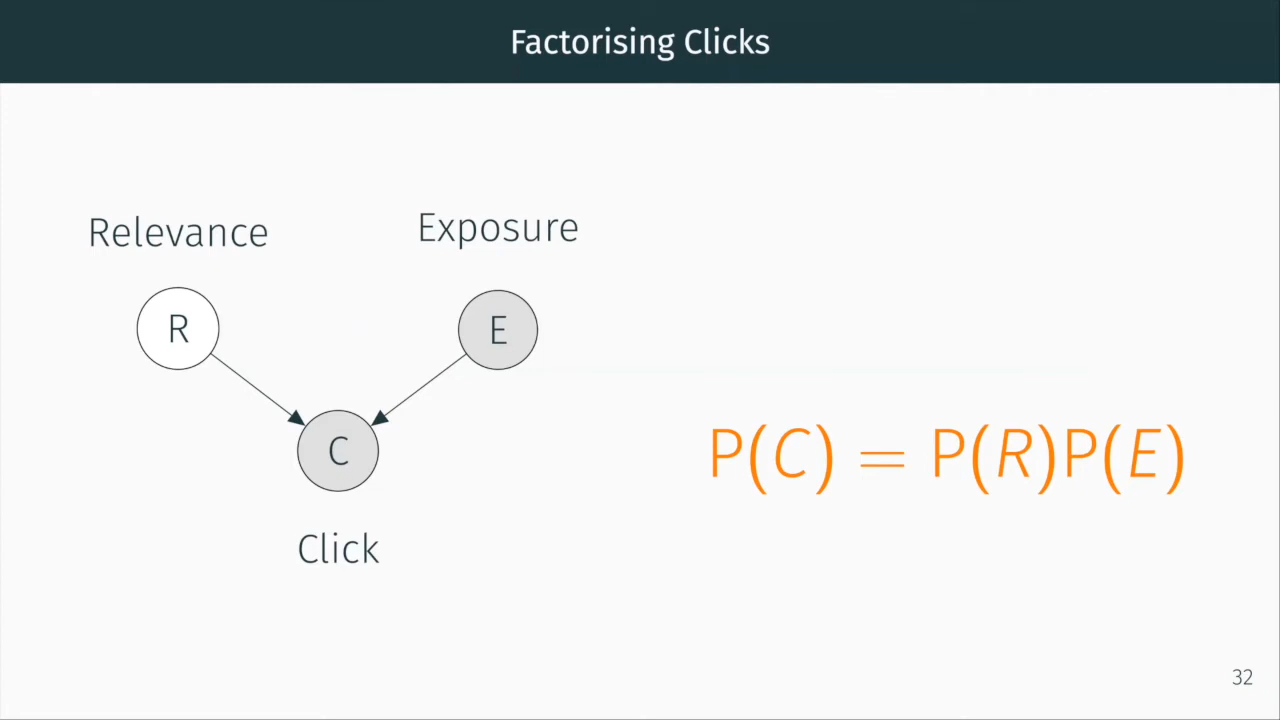 Factorising Clicks
Relevance
Exposure
R
E
C
P(C) = P(R)P(E)
Click
32